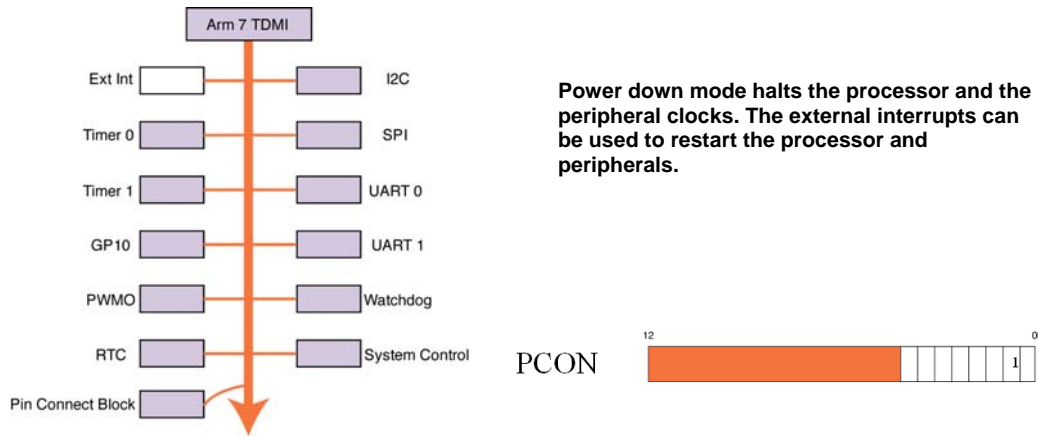 Arm 7 TDMI
Ext Int
I2C
Timer 0
SPI
Timer 1
UART 0
GP10
UART 1
PWMO
Watchdog
RTC
System Control
Pin Connect Block
Power down mode halts the processor and the
peripheral clocks. The external interrupts can
be used to restart the processor and
peripherals.
12
0
PCON
1